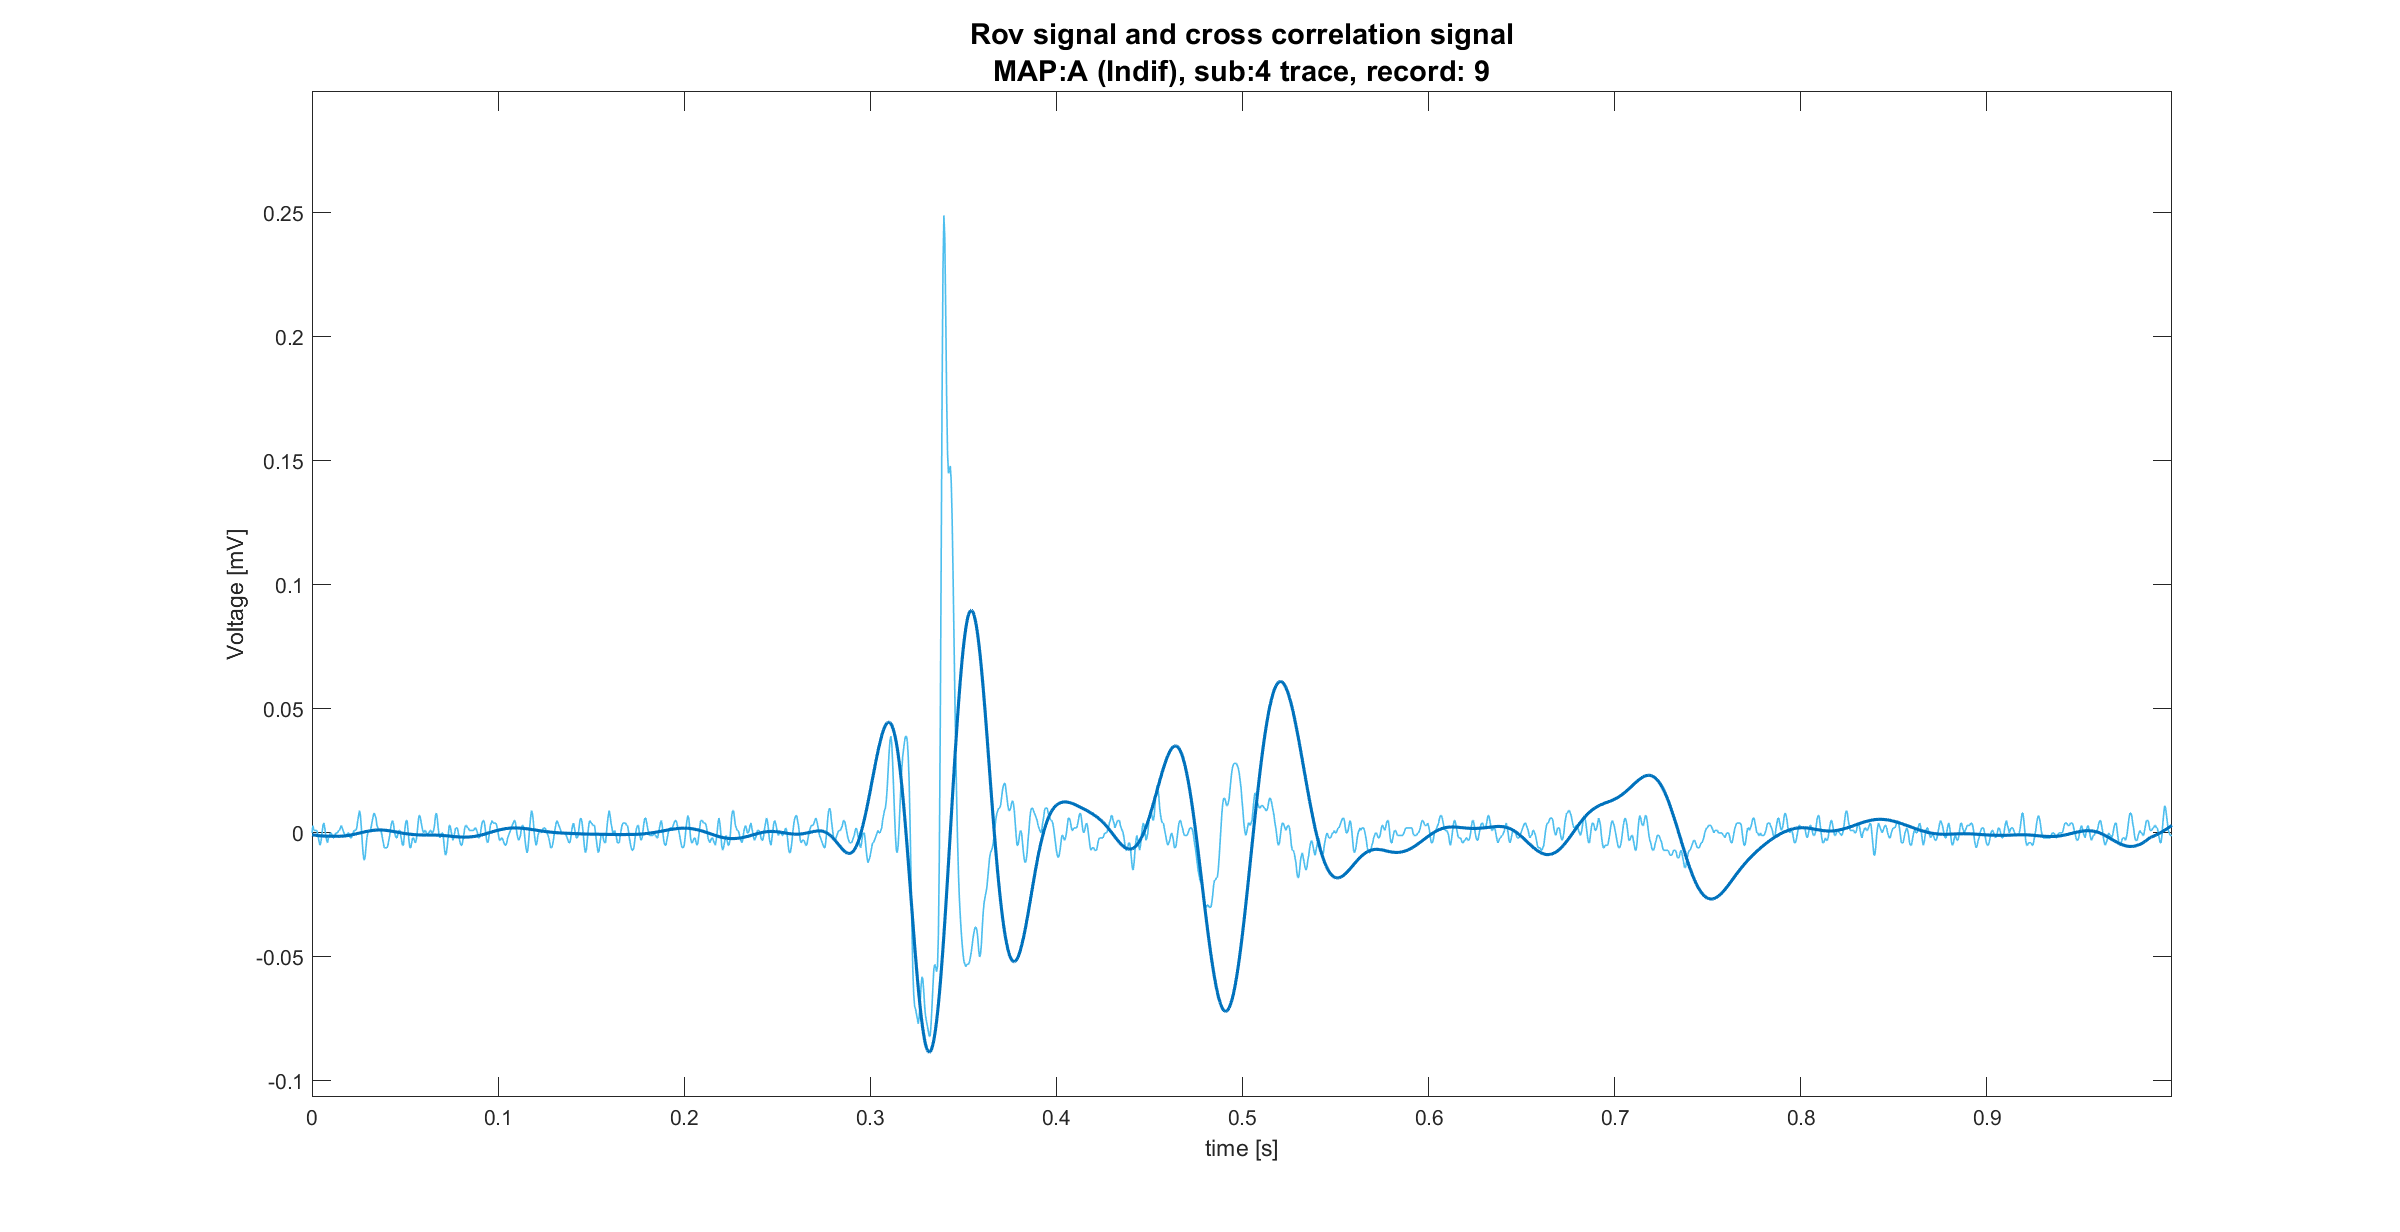 Rov signal and cross correlation signal
MAP:A (Indif), sub:4 trace, record: 9
0.25
0.2
0.15
0.1
0.05
0
-0.05
-0.1
Voltage [mV]
0 0.1 0.2 0.3 0.4 0.5 0.6 0.7 0.8 0.9
time [s]